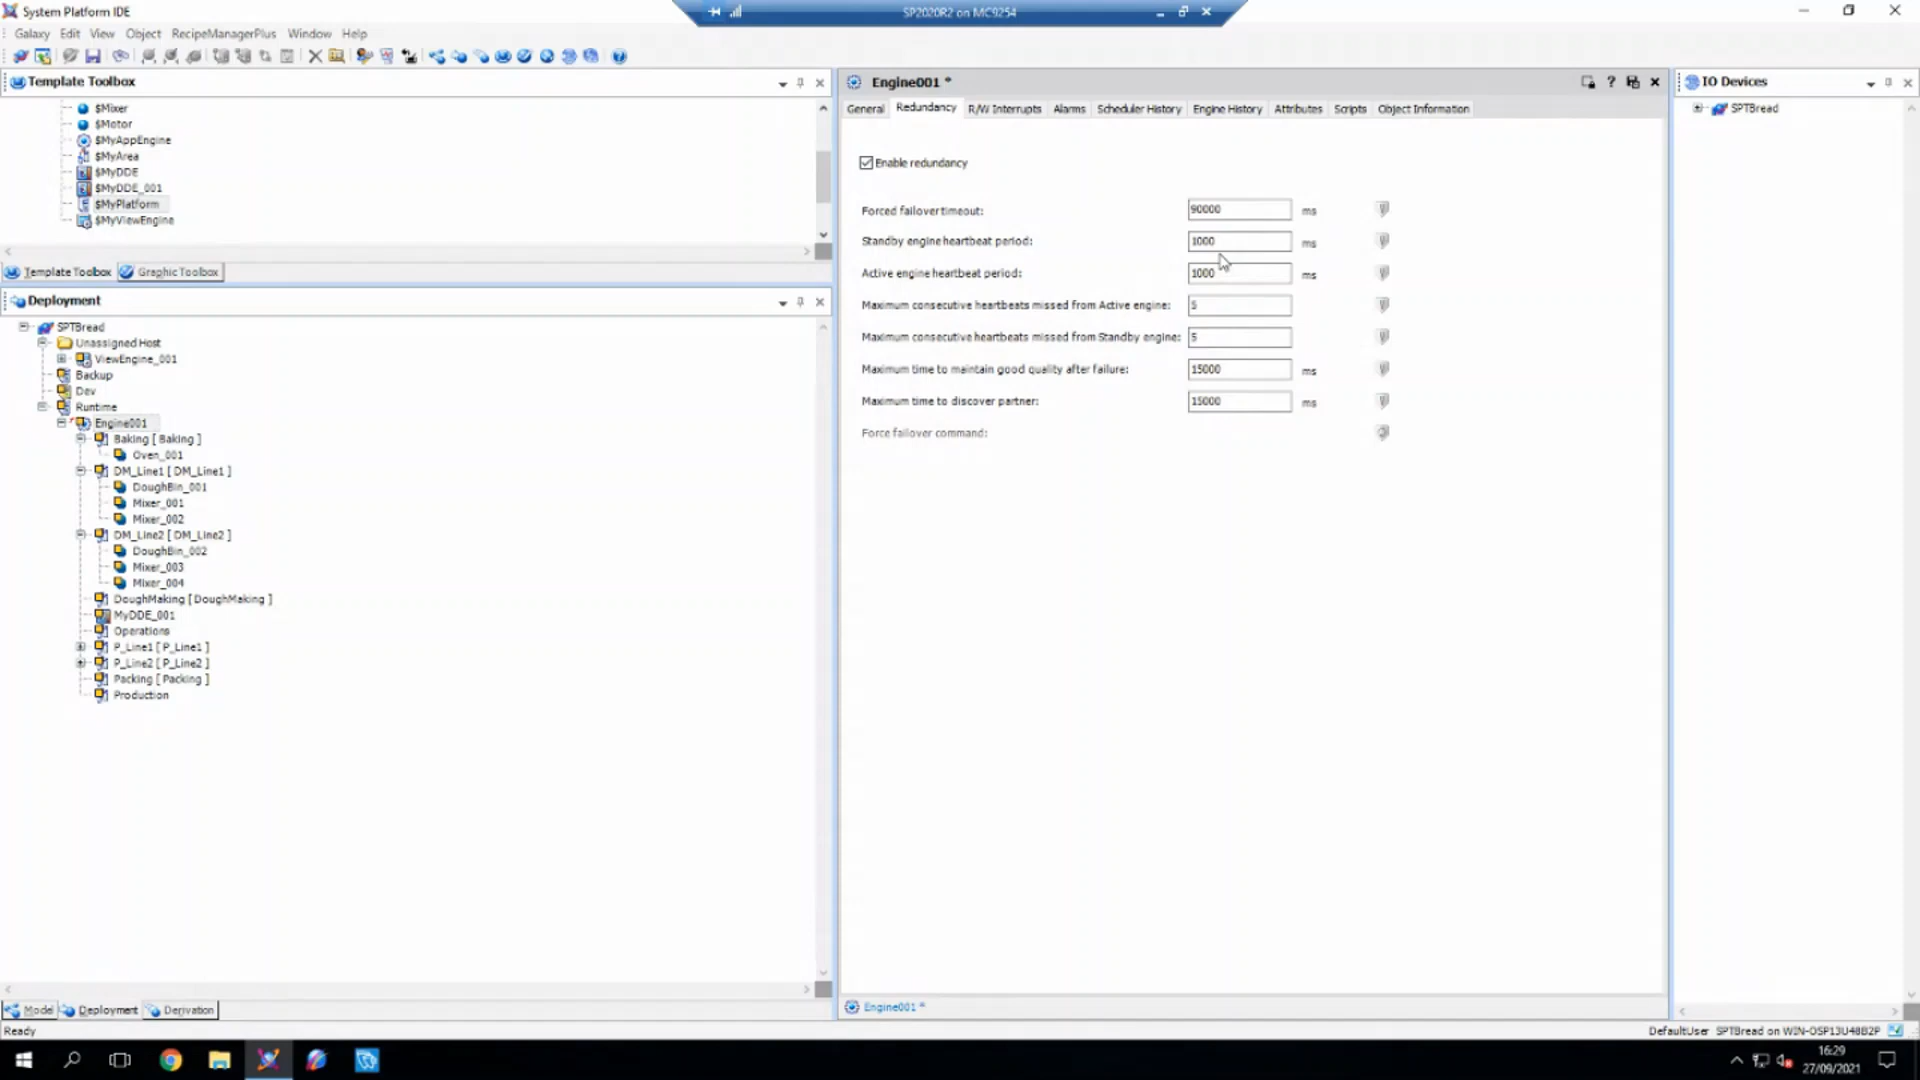 System Platform IDE
SP2020R2 on MC9254
Galaxy Edit View Object RecipeManagerPlus Window Help
Template Toolbox
$Mixer
$Motor
$MyAppEngine
$MyArea
$MyDDE
$MyDDE_001
$MyPlatform
$MyViewEngine
Template Toolbox Graphic Toolbox
Deployment
SPTBread
Unassigned Host
ViewEngine_001
Backup
Dev
Runtime
Engine001
Baking [ Baking ]
Oven_001
DM_Line1 [ DM_Line1 ]
DoughBin_001
Mixer_001
Mixer_002
DM_Line2 [ DM_Line2 ]
DoughBin_002
Mixer_003
Mixer_004
DoughMaking [ DoughMaking ]
MyDDE_001
Operations
P_Line1 [ P_Line1 ]
P_Line2 [ P_Line2 ]
Packing [ Packing ]
Production
Model Deployment Derivation
Ready
Engine001 *
General Redundancy R/W Interrupts Alarms Scheduler History Engine History Attributes Scripts Object Information
Enable redundancy
Forced failover timeout: 90000 ms
Standby engine heartbeat period: 1000 ms
Active engine heartbeat period: 1000 ms
Maximum consecutive heartbeats missed from Active engine: 5
Maximum consecutive heartbeats missed from Standby engine: 5
Maximum time to maintain good quality after failure: 15000 ms
Maximum time to discover partner: 15000 ms
Force failover command:
Engine001 *
IO Devices
SPTBread
DefaultUser SPTBread on WIN-OSP13U48B2P
16:29
27/09/2021